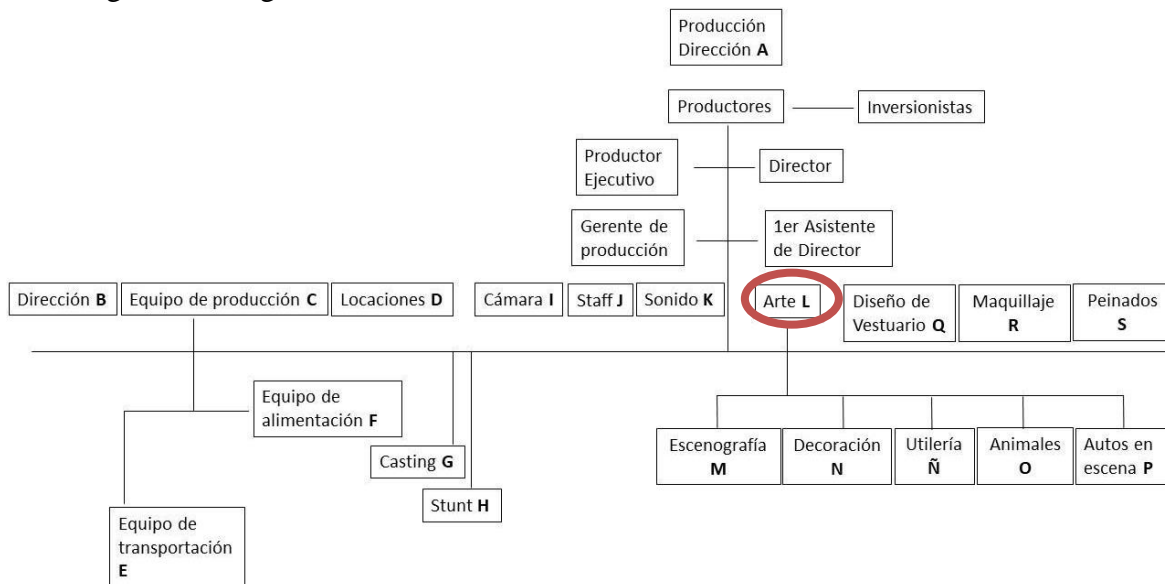 Producción
Dirección A
Productores
Inversionistas
Productor
Ejecutivo
Director
Gerente de
producción
1er Asistente
de Director
Dirección B
Equipo de producción C
Locaciones D
Cámara I
Staff J
Sonido K
Arte L
Diseño de
Vestuario Q
Maquillaje
R
Peinados
S
Equipo de
alimentación F
Casting G
Stunt H
Equipo de
transportación
E
Escenografía
M
Decoración
N
Utilería
Ñ
Animales
O
Autos en
escena P